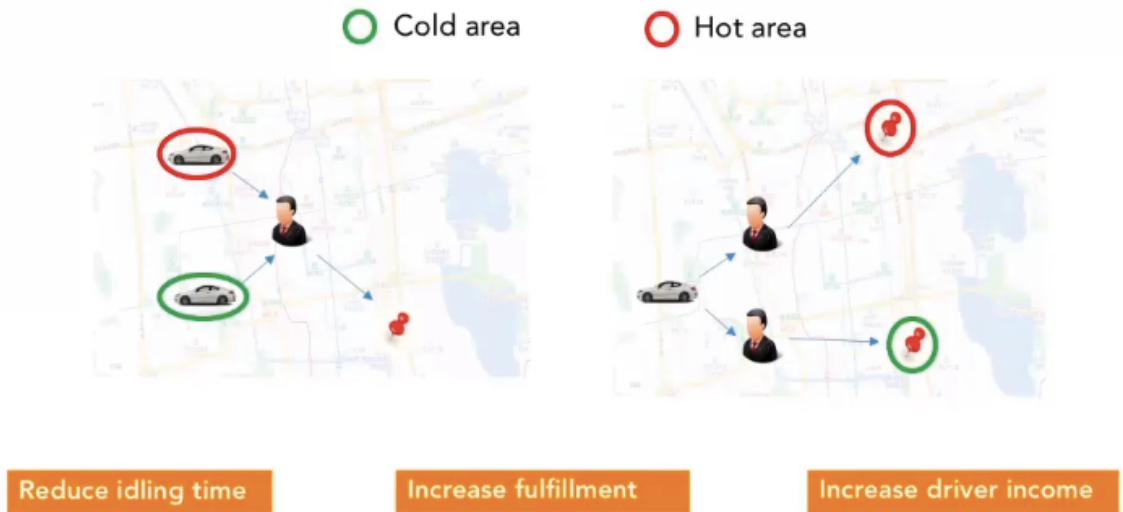 Cold area
Hot area
Reduce idling time
Increase fulfillment
Increase driver income